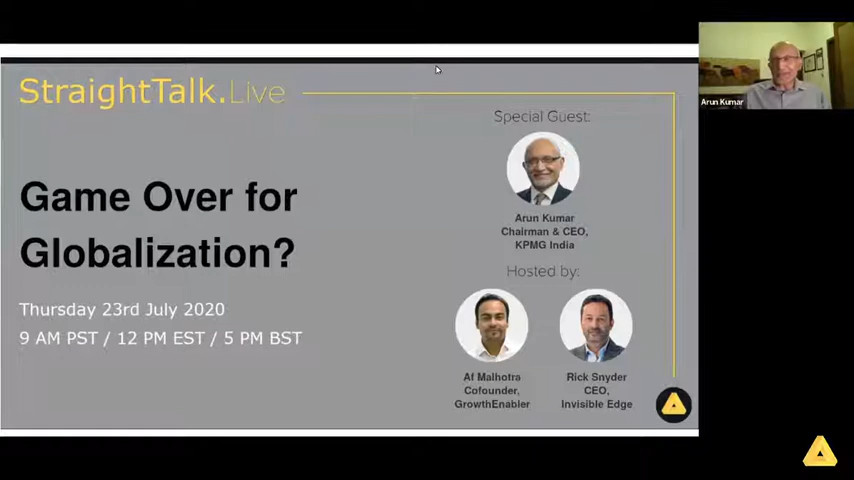 StraightTalk.Live
Game Over for
Globalization?
Thursday 23rd July 2020
9 AM PST / 12 PM EST / 5 PM BST
Special Guest:
Arun Kumar
Chairman & CEO,
KPMG India
Hosted by:
Af Malhotra
Cofounder,
GrowthEnabler
Rick Snyder
CEO,
Invisible Edge
Arun Kumar